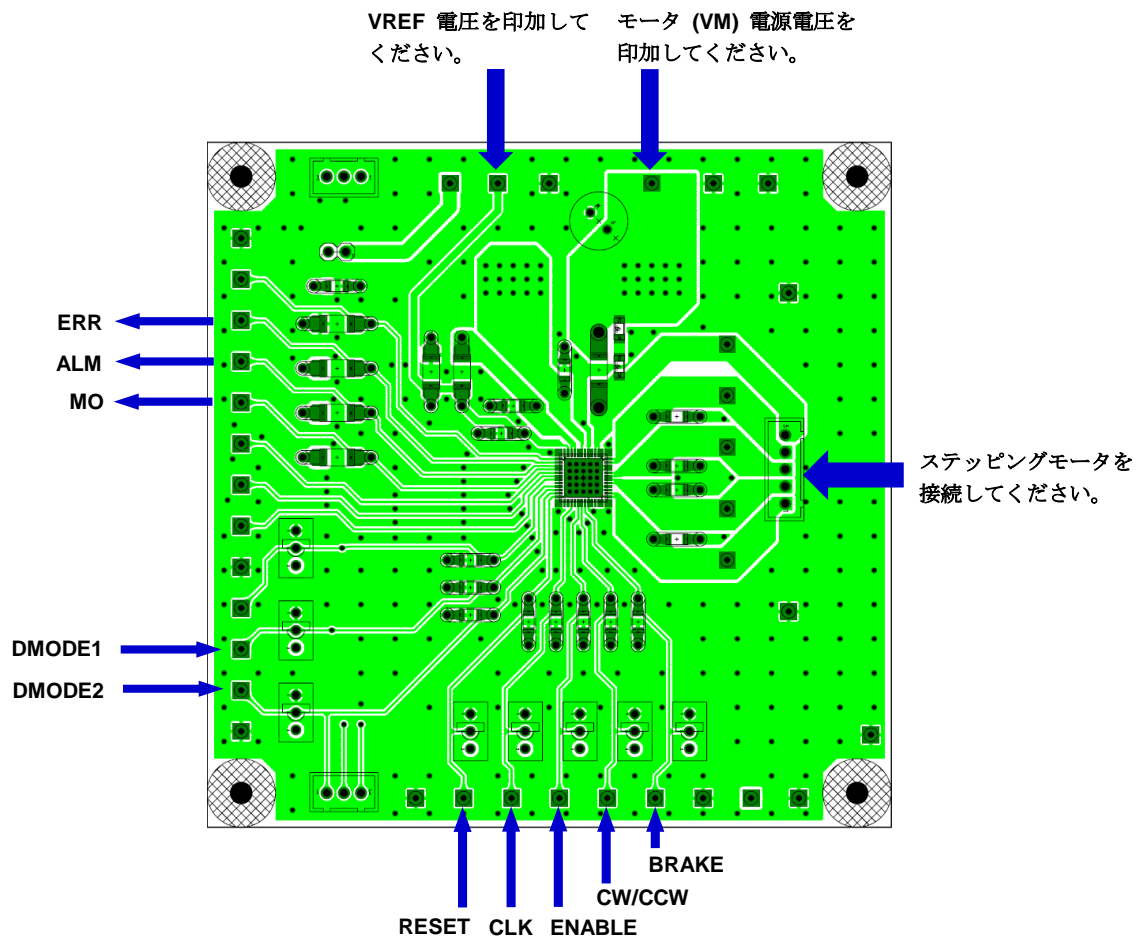 VREF 電圧を印加して
ください。
モータ (VM) 電源電圧を
印加してください。
ERR
ALM
MO
ステッピングモータを
接続してください。
DMODE1
DMODE2
BRAKE
CW/CCW
RESET CLK ENABLE